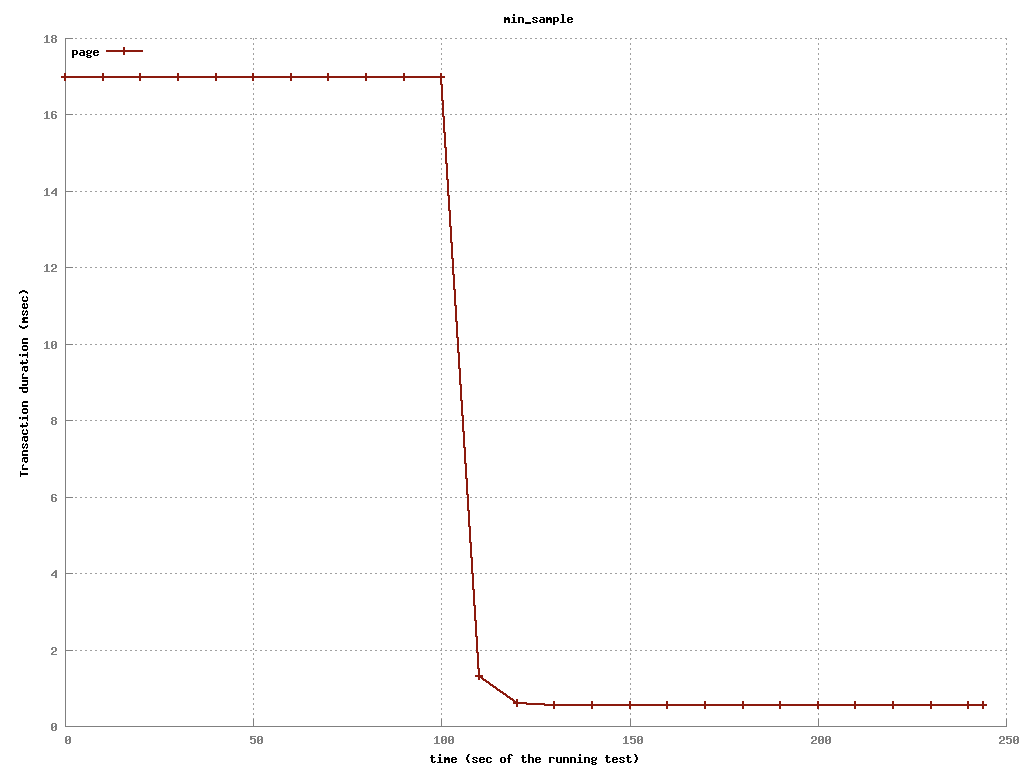 min_sample
page
18
16
14
12
10
8
6
4
2
0
Transaction duration (msec)
0 50 100 150 200 250
time (sec of the running test)